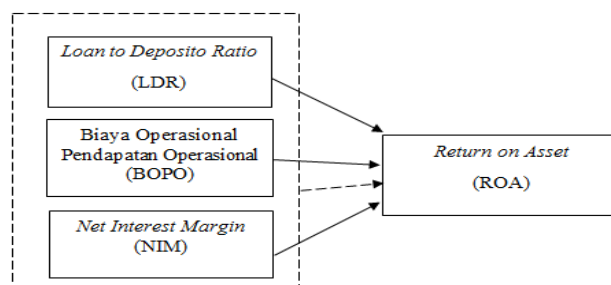 Loan to Deposito Ratio
(LDR)
Biaya Operasional
Pendapatan Operasional
(BOPO)
Net Interest Margin
(NIM)
Return on Asset
(ROA)